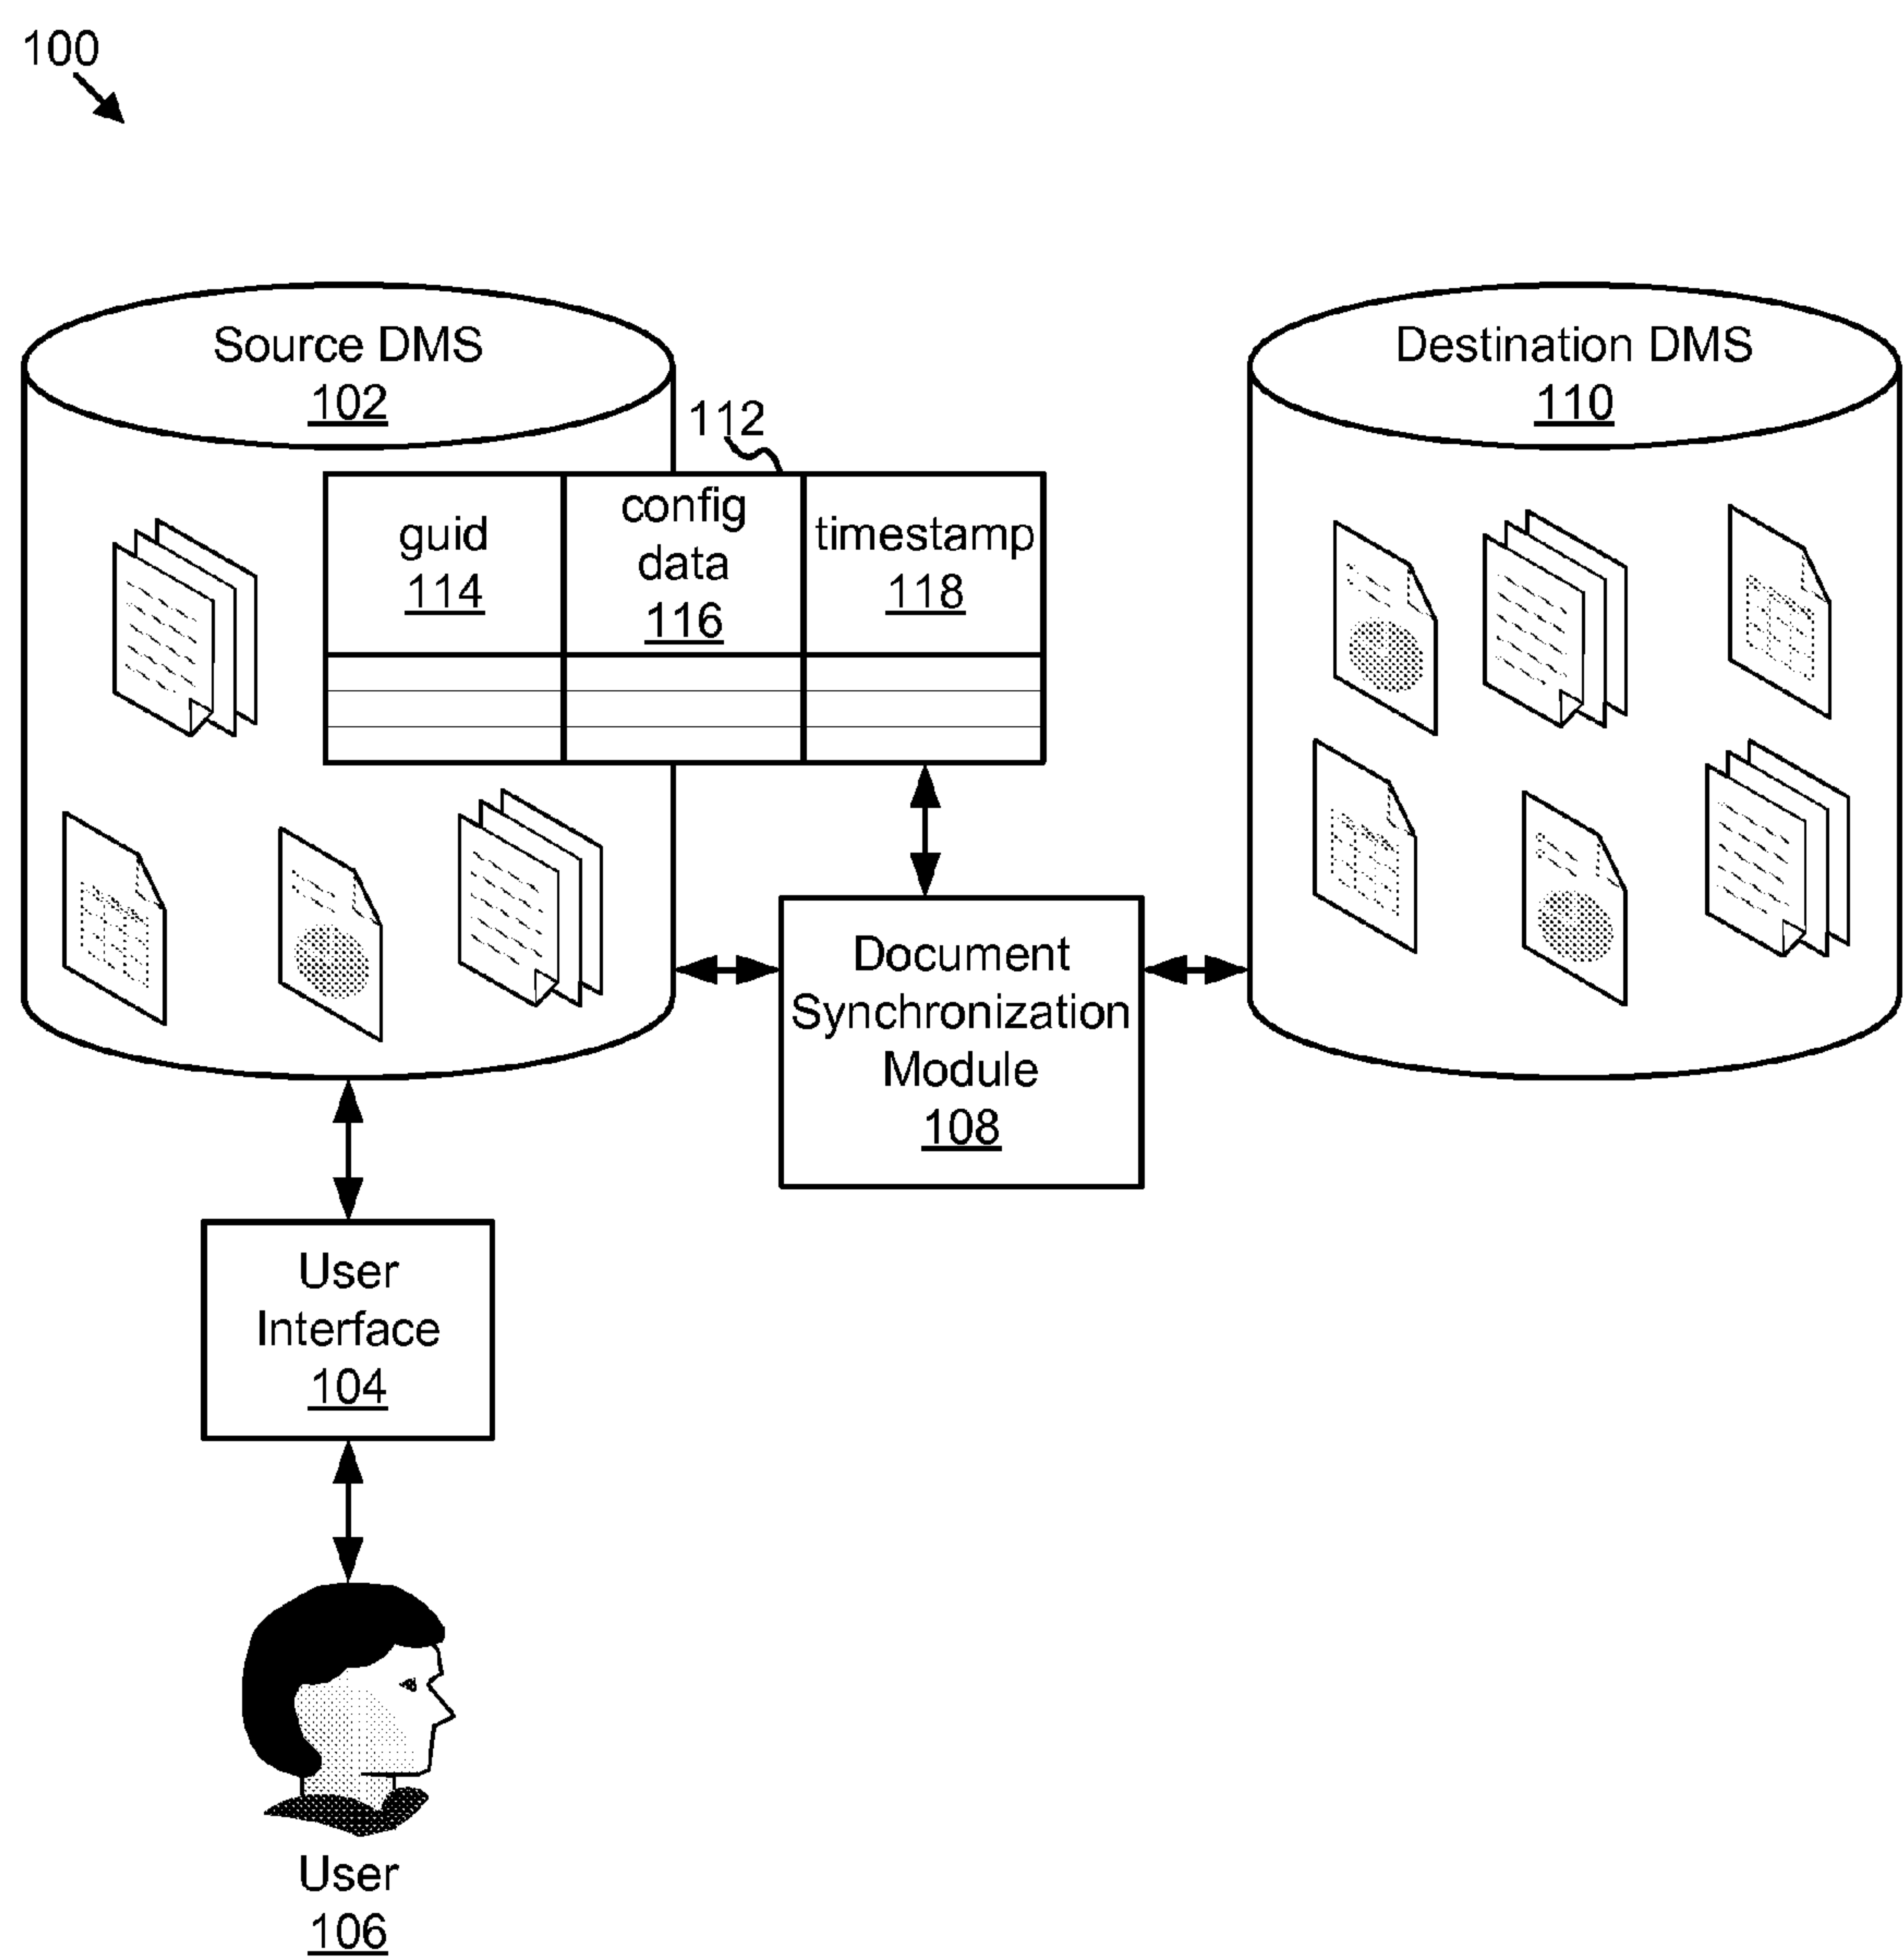 100
Source DMS
102
Destination DMS
110
112
guid
114
config
data
116
timestamp
118
Document
Synchronization
Module
108
User
Interface
104
User
106